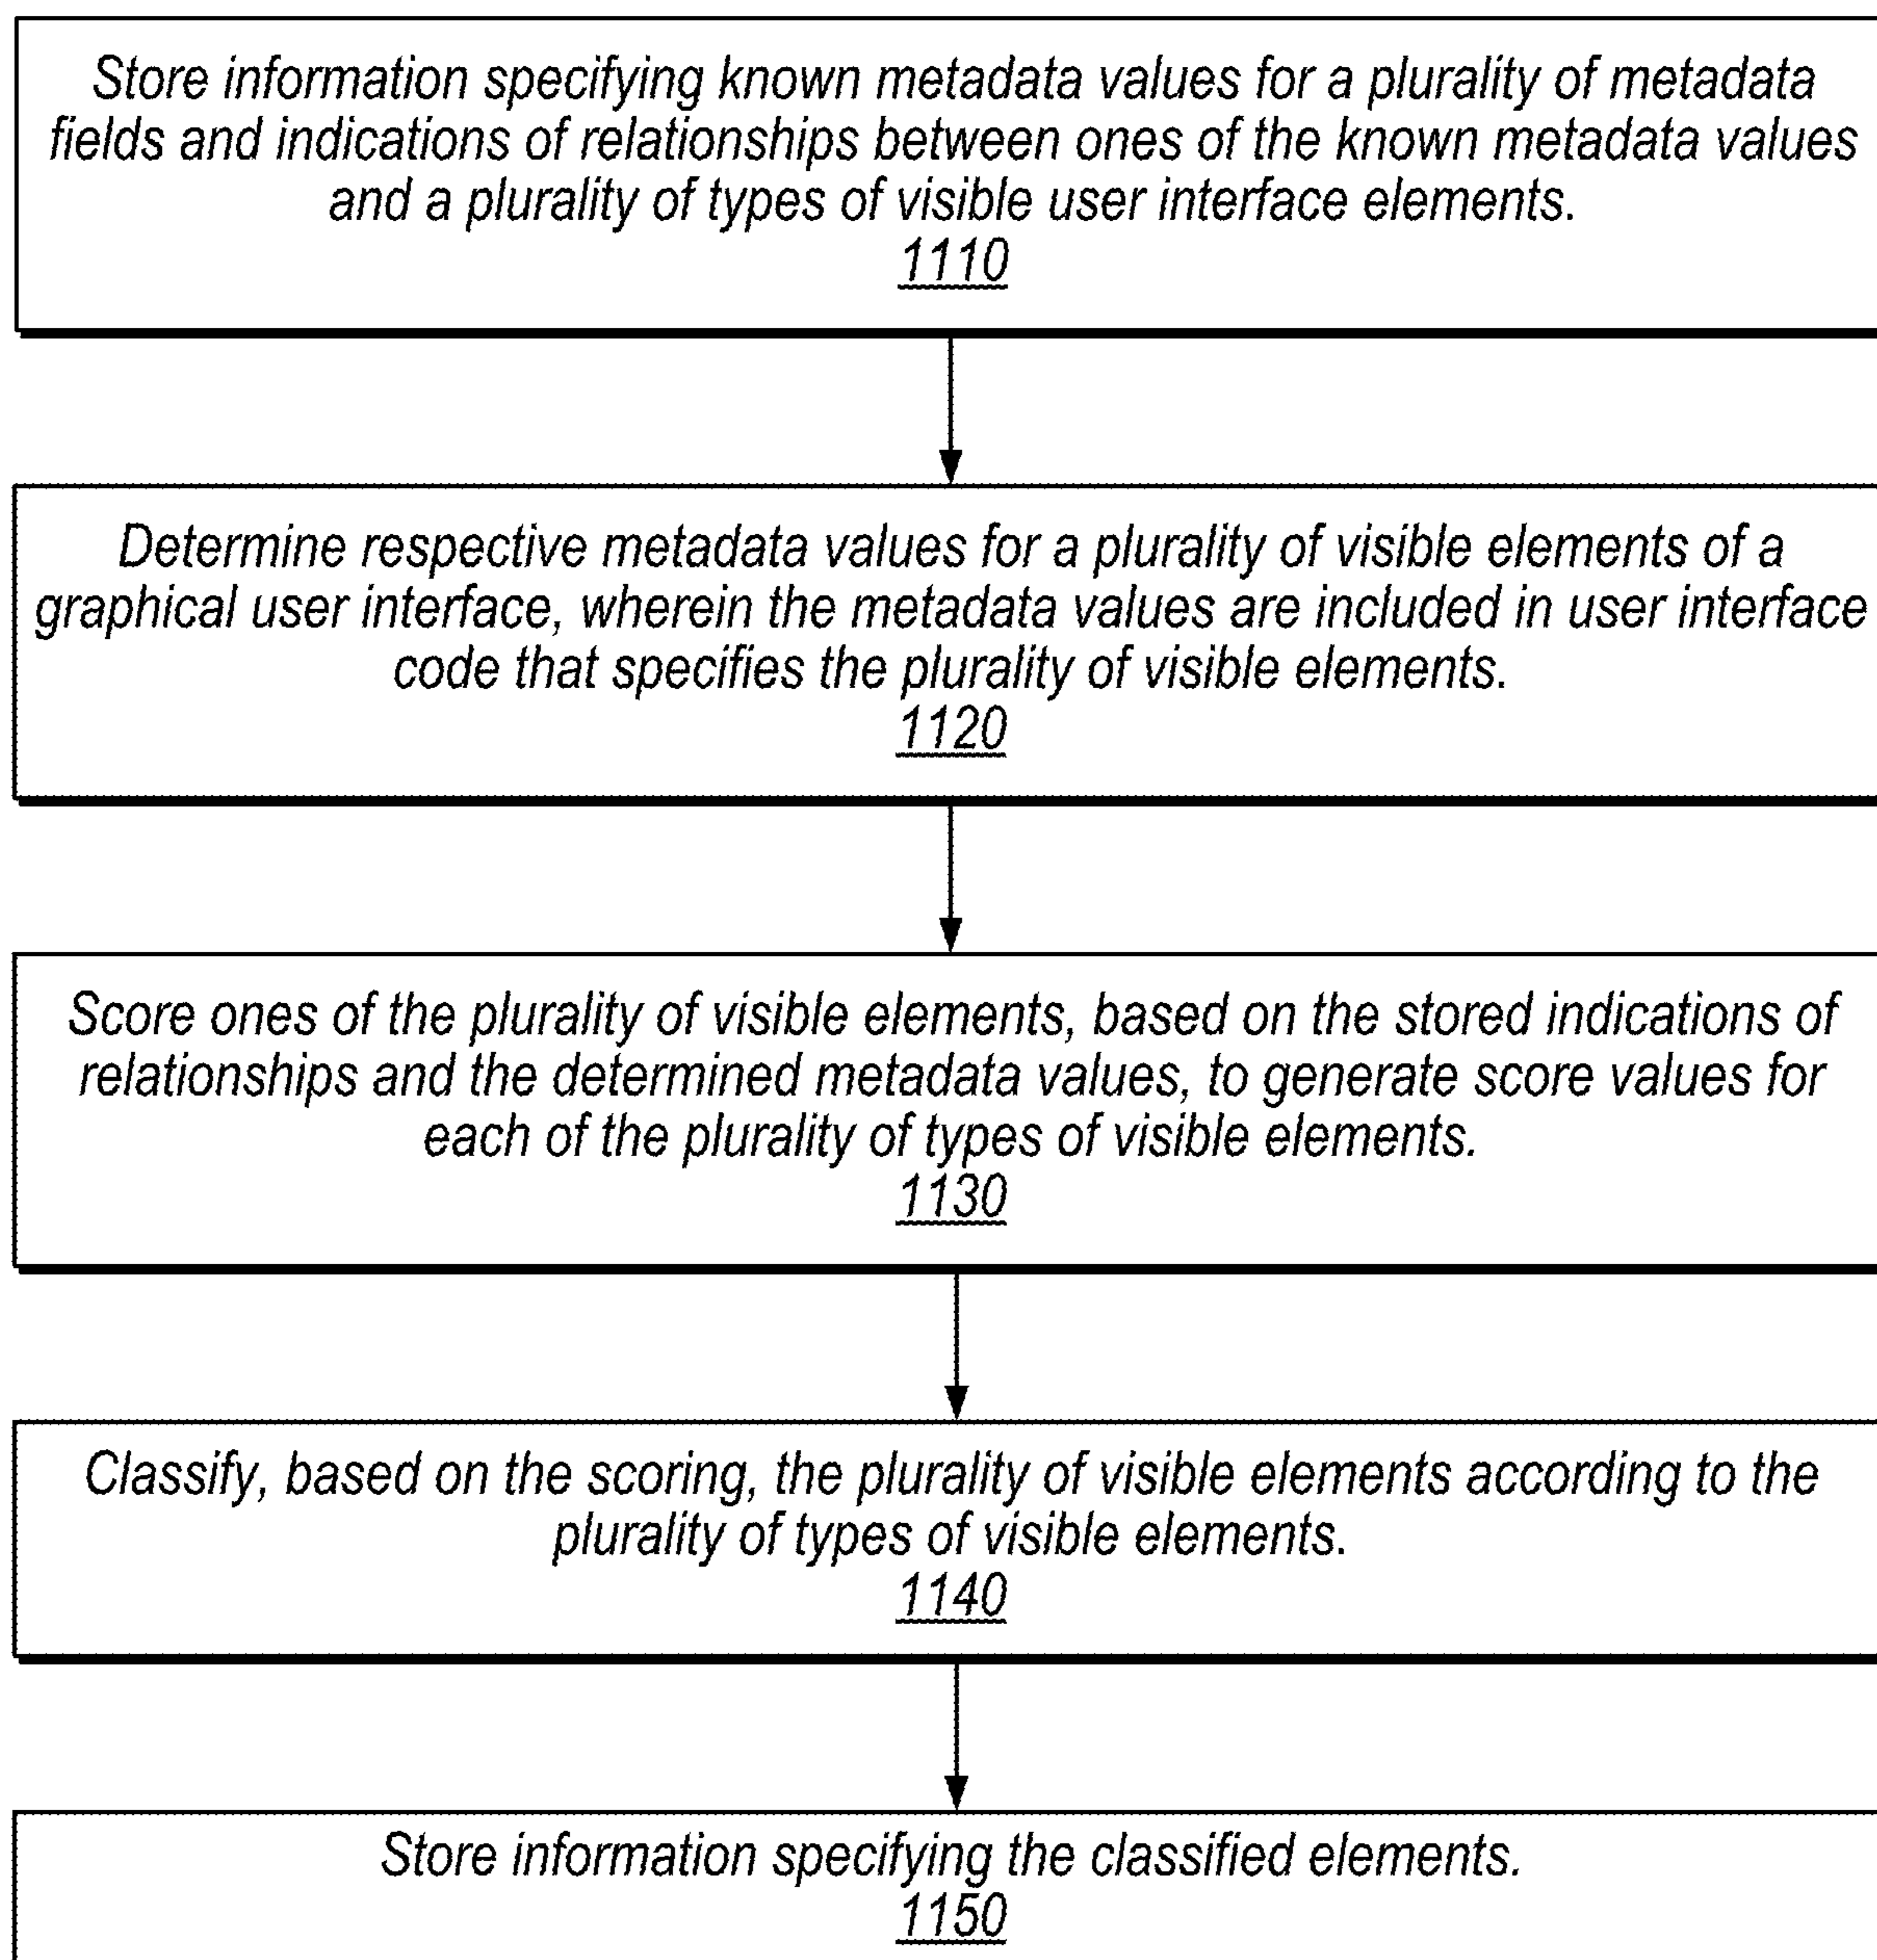 Store information specifying known metadata values for a plurality of metadata
fields and indications of relationships between ones of the known metadata values
and a plurality of types of visible user interface elements.
1110
Determine respective metadata values for a plurality of visible elements of a
graphical user interface, wherein the metadata values are included in user interface
code that specifies the plurality of visible elements.
1120
Score ones of the plurality of visible elements, based on the stored indications of
relationships and the determined metadata values, to generate score values for
each of the plurality of types of visible elements.
1130
Classify, based on the scoring, the plurality of visible elements according to the
plurality of types of visible elements.
1140
Store information specifying the classified elements.
1150